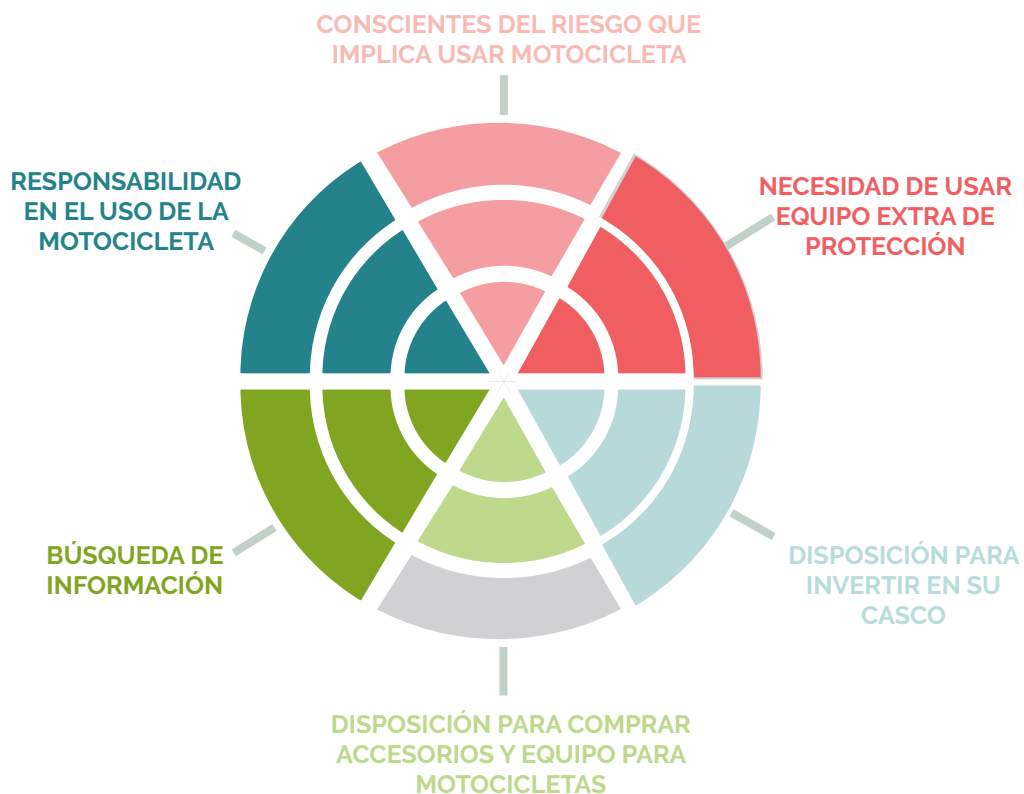 CONSCIENTES DEL RIESGO QUE
IMPLICA USAR MOTOCICLETA
RESPONSABILIDAD
EN EL USO DE LA
MOTOCICLETA
NECESIDAD DE USAR
EQUIPO EXTRA DE
PROTECCIÓN
BÚSQUEDA DE
INFORMACIÓN
DISPOSICIÓN PARA
INVERTIR EN SU
CASCO
DISPOSICIÓN PARA COMPRAR
ACCESORIOS Y EQUIPO PARA
MOTOCICLETAS